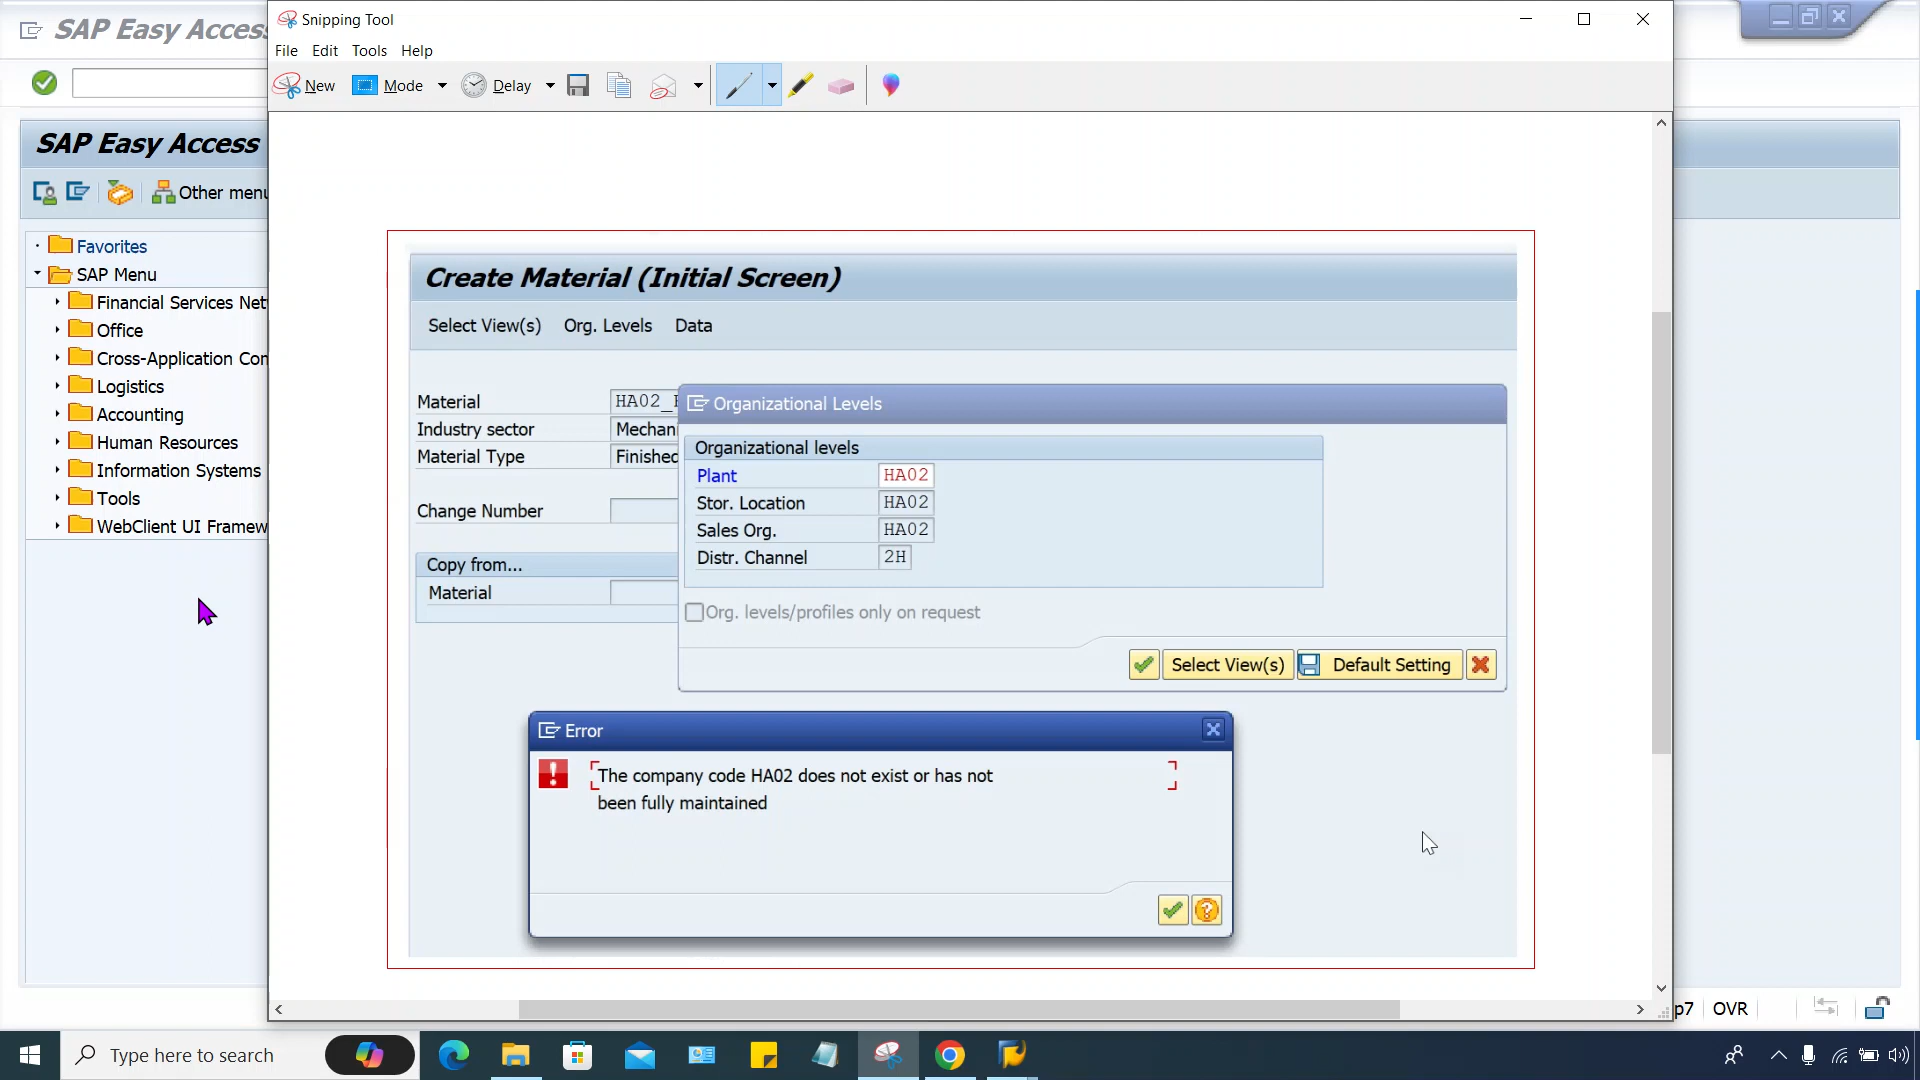 SAP Easy Access
Snipping Tool
File Edit Tools Help
New Mode Delay
SAP Easy Access
Other menu
Favorites
SAP Menu
Financial Services Net
Office
Cross-Application Con
Logistics
Accounting
Human Resources
Information Systems
Tools
WebClient UI Framew
Create Material (Initial Screen)
Select View(s) Org. Levels Data
Material HA02_
Industry sector Mechan
Material Type Finished
Change Number
Copy from...
Material
Organizational Levels
Organizational levels
Plant HA02
Stor. Location HA02
Sales Org. HA02
Distr. Channel 2H
Org. levels/profiles only on request
Select View(s) Default Setting
Error
The company code HA02 does not exist or has not
been fully maintained
p7 OVR
Type here to search